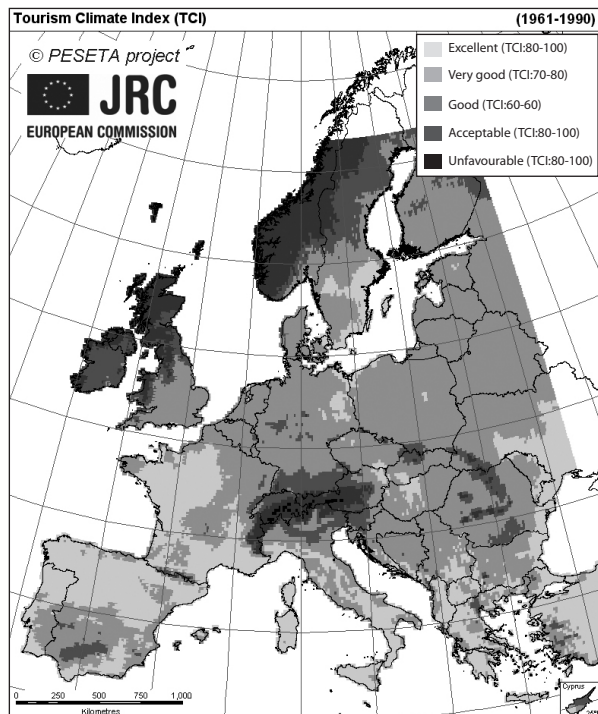 Tourism Climate Index (TCI) (1961-1990)
© PESETA project
JRC
EUROPEAN COMMISSION
Excellent (TCI:80-100)
Very good (TCI:70-80)
Good (TCI:60-60)
Acceptable (TCI:80-100)
Unfavourable (TCI:80-100)
0 250 500 750 1,000
Kilometres
Cyprus